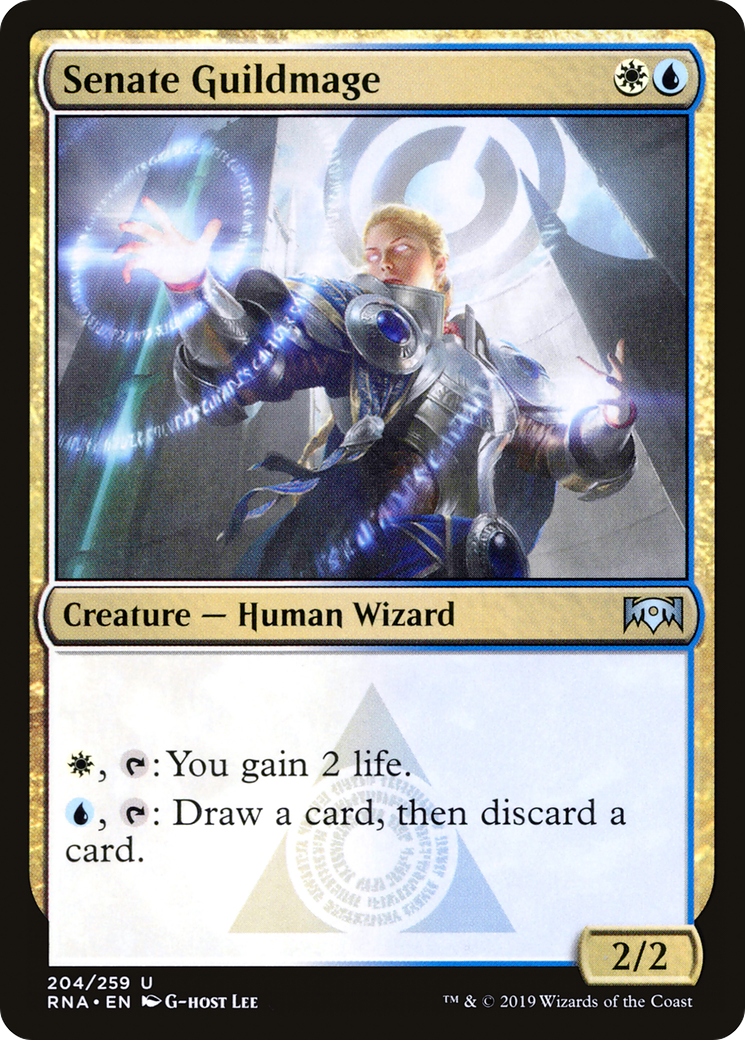 Senate Guildmage
Creature — Human Wizard
, : You gain 2 life.
, : Draw a card, then discard a
card.
2/2
204/259 U
RNA • EN G-host Lee
™ & © 2019 Wizards of the Coast